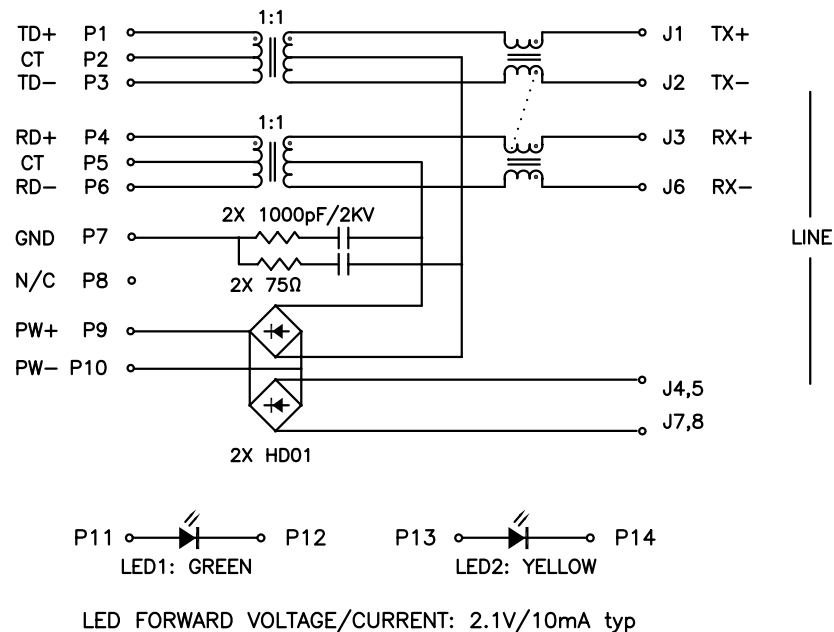 1:1
TD+ P1 J1 TX+
CT P2
TD- P3 J2 TX-
1:1
RD+ P4 J3 RX+
CT P5
RD- P6 J6 RX-
2X 1000pF/2KV
GND P7 LINE
N/C P8 2X 75Ω
PW+ P9
PW- P10
J4,5
J7,8
2X HD01
P11 P12 P13 P14
LED1: GREEN LED2: YELLOW
LED FORWARD VOLTAGE/CURRENT: 2.1V/10mA typ